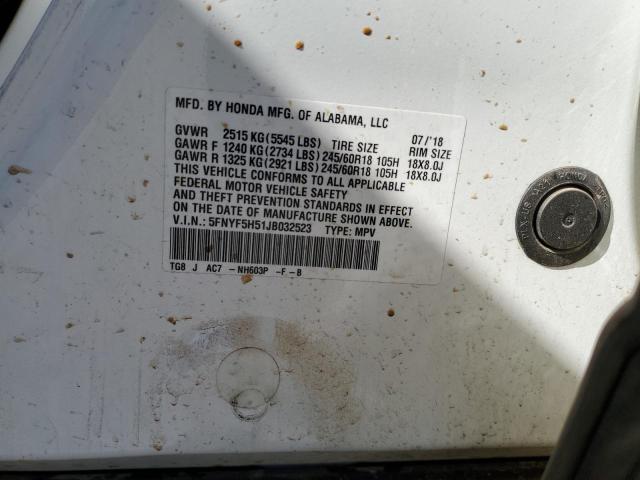 MFD. BY HONDA MFG. OF ALABAMA, LLC
07/'18
GVWR 2515 KG (5545 LBS) TIRE SIZE RIM SIZE
GAWR F 1240 KG (2734 LBS) 245/60R18 105H 18X8.0J
GAWR R 1325 KG (2921 LBS) 245/60R18 105H 18X8.0J
THIS VEHICLE CONFORMS TO ALL APPLICABLE
FEDERAL MOTOR VEHICLE SAFETY
AND THEFT PREVENTION STANDARDS IN EFFECT
ON THE DATE OF MANUFACTURE SHOWN ABOVE.
V.I.N.: 5FNYF5H51JB032523 TYPE: MPV
TG8 J AC7 -NH603P -F -B